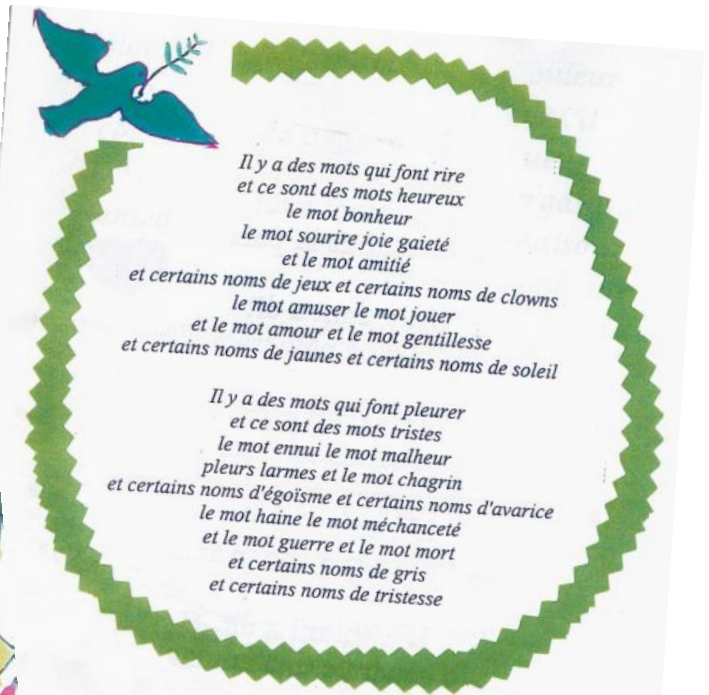 Il y a des mots qui font rire
et ce sont des mots heureux
le mot bonheur
le mot sourire joie gaieté
et le mot amitié
et certains noms de jeux et certains noms de clowns
le mot amuser le mot jouer
et le mot amour et le mot gentillesse
et certains noms de jaunes et certains noms de soleil
Il y a des mots qui font pleurer
et ce sont des mots tristes
le mot ennui le mot malheur
pleurs larmes et le mot chagrin
et certains noms d'égoïsme et certains noms d'avarice
le mot haine le mot méchanceté
et le mot guerre et le mot mort
et certains noms de gris
et certains noms de tristesse